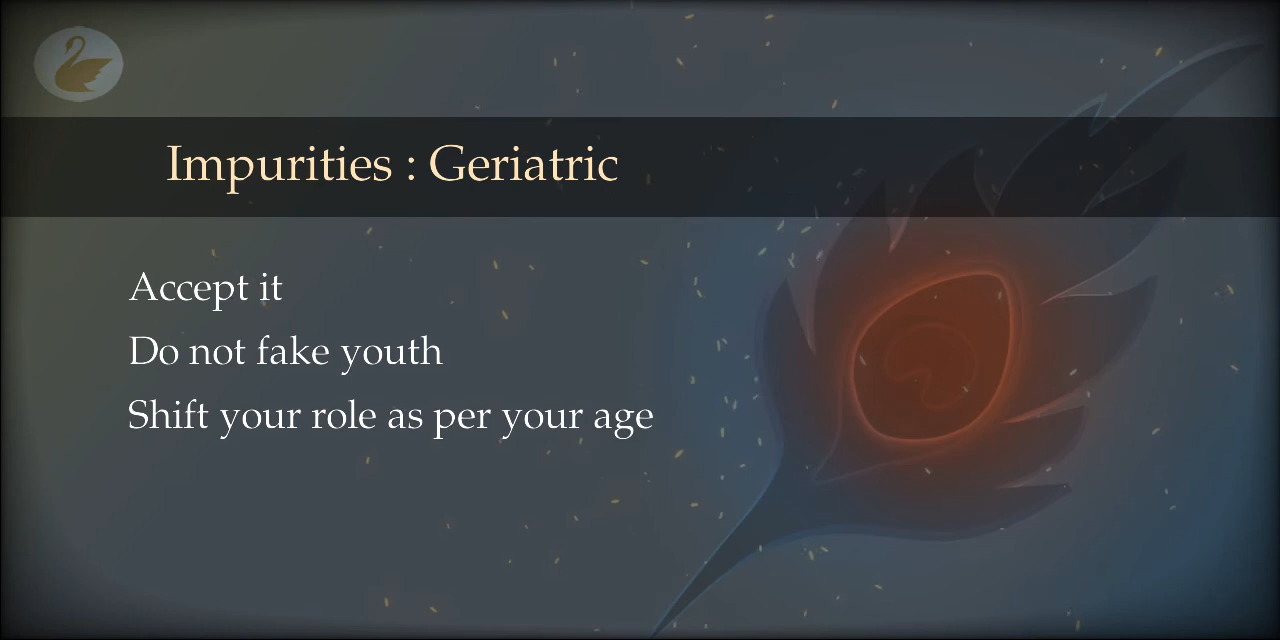 Impurities : Geriatric
Accept it
Do not fake youth
Shift your role as per your age